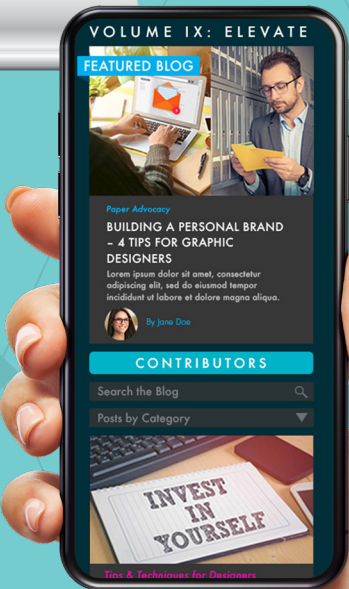 VOLUME IX: ELEVATE
FEATURED BLOG
Paper Advocacy
BUILDING A PERSONAL BRAND
– 4 TIPS FOR GRAPHIC
DESIGNERS
Lorem ipsum dolor sit amet, consectetur
adipiscing elit, sed do eiusmod tempor
incididunt ut labore et dolore magna aliqua.
By Jane Doe
CONTRIBUTORS
Search the Blog
Posts by Category
INVEST
IN
YOURSELF
Tips & Techniques for Designers